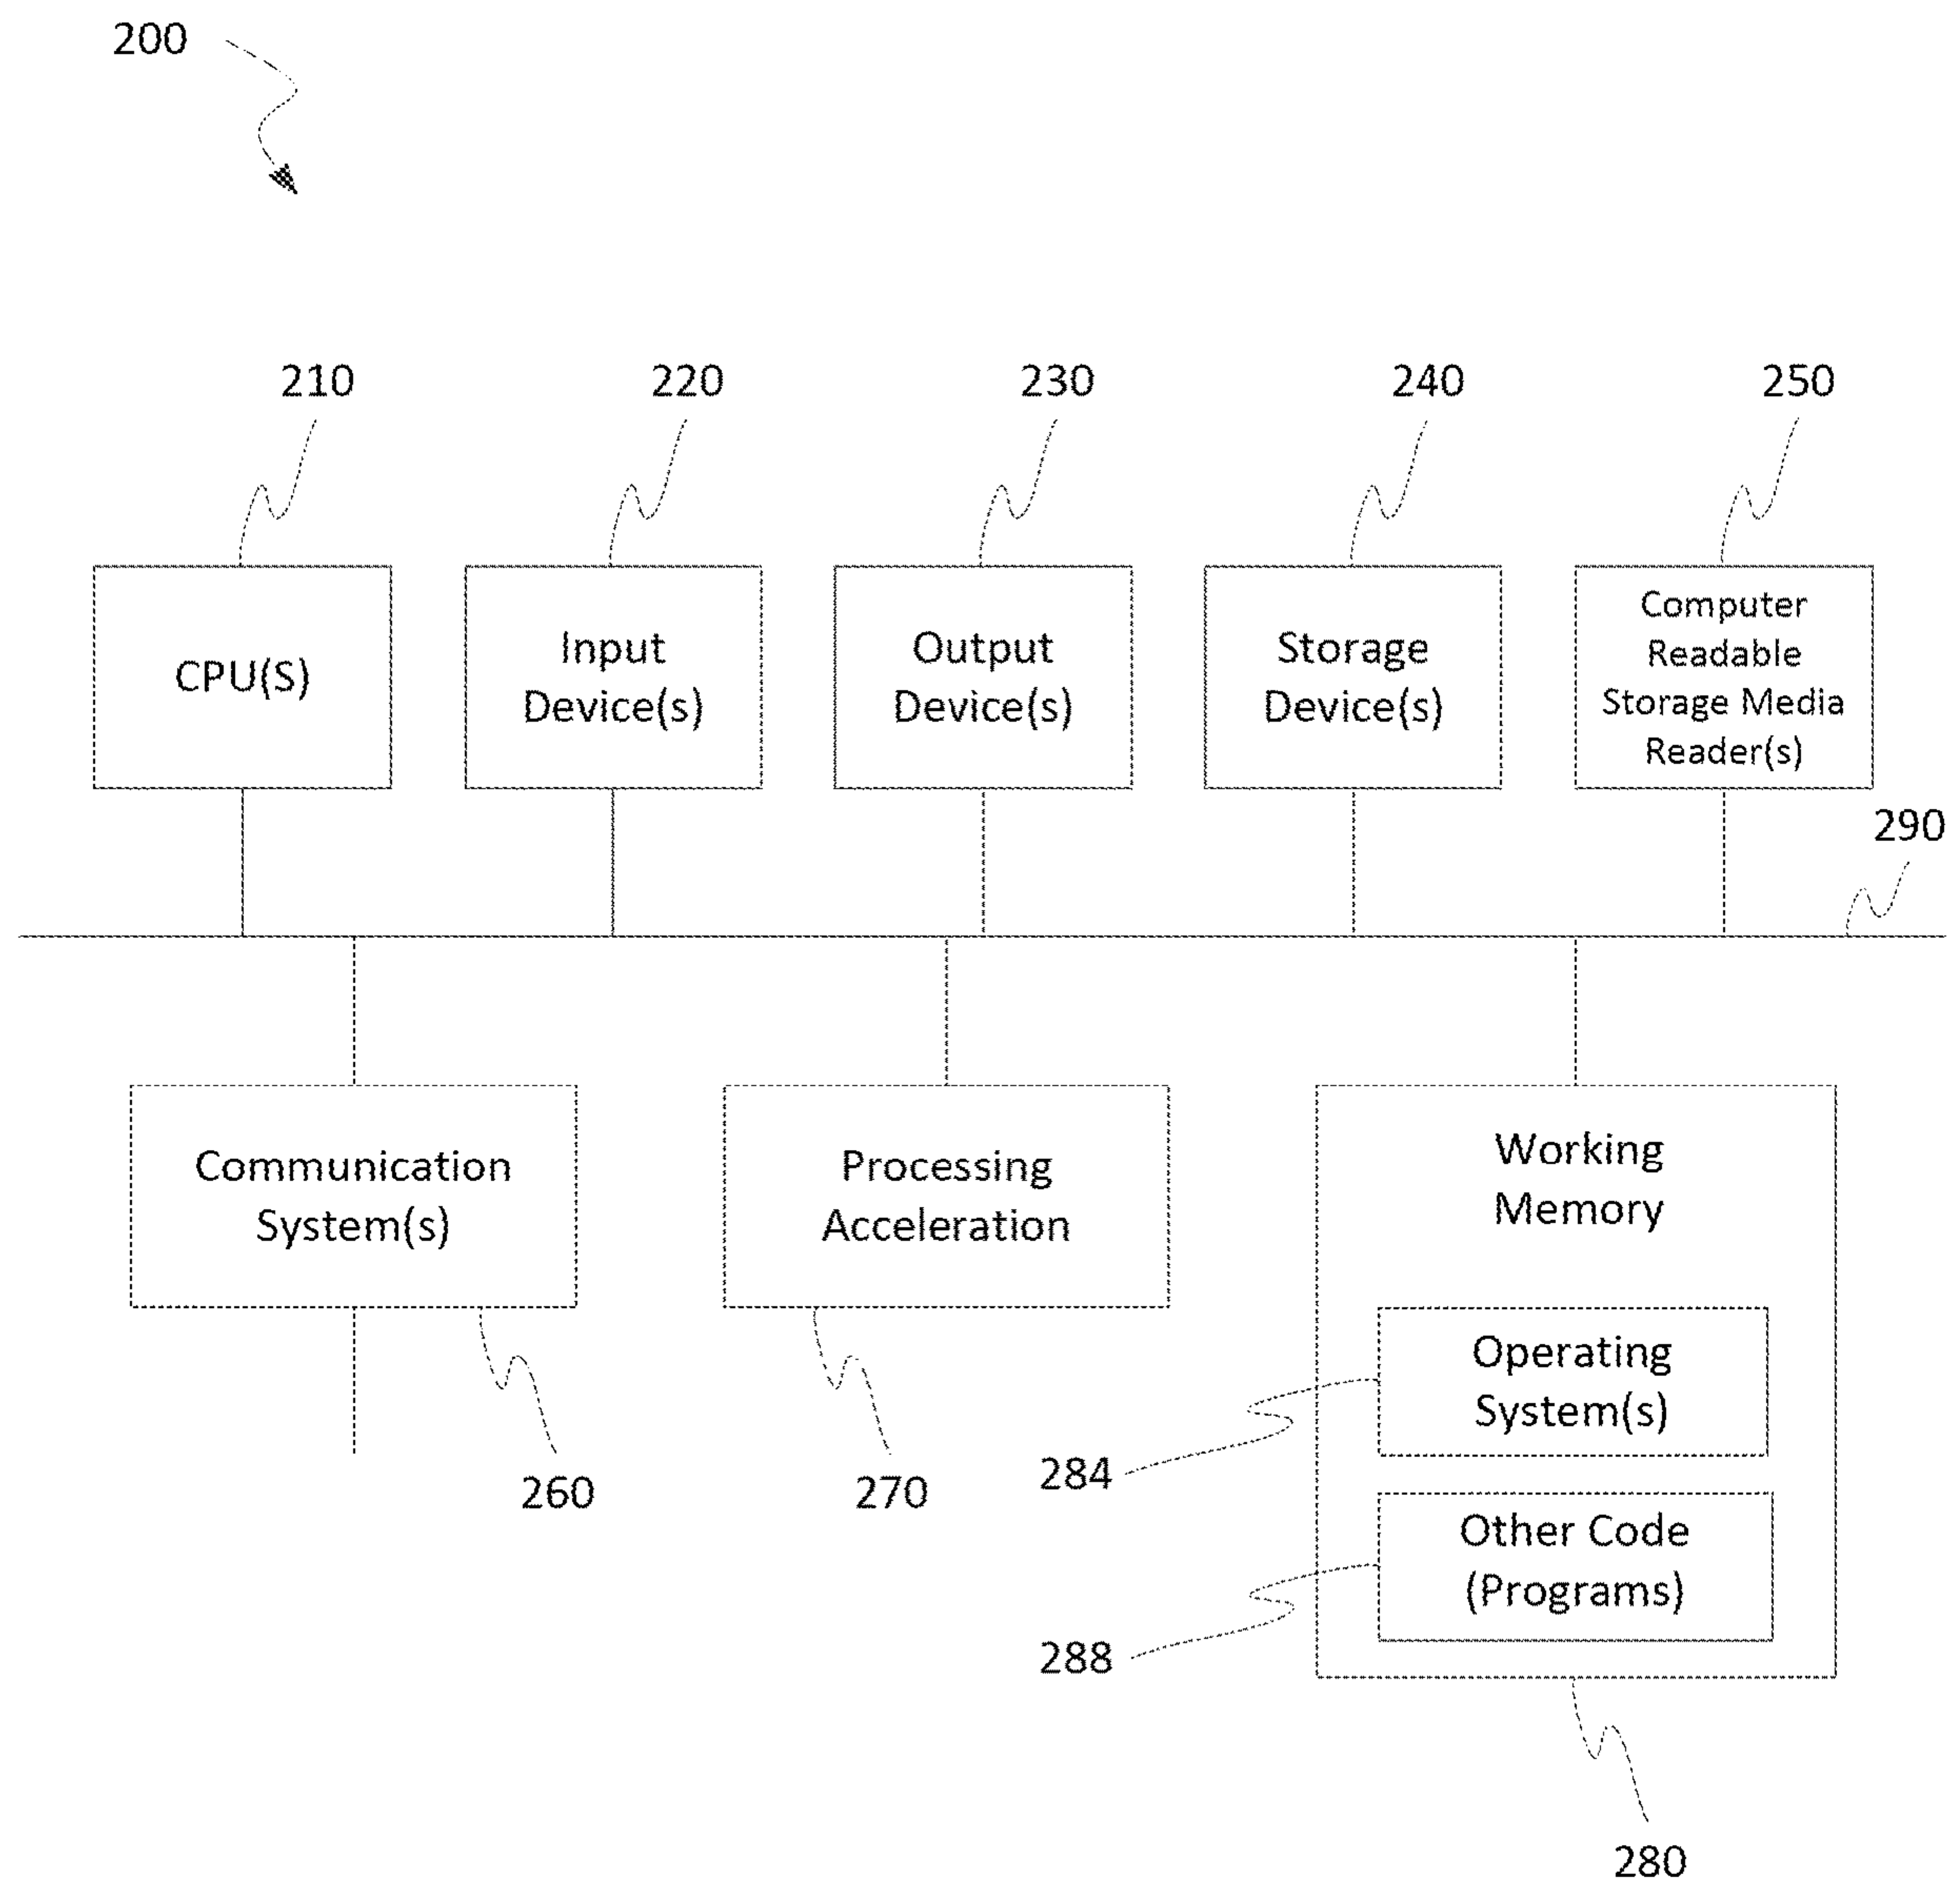 200
210
220
230
240
250
CPU(S)
Input
Device(s)
Output
Device(s)
Storage
Device(s)
Computer
Readable
Storage Media
Reader(s)
290
Communication
System(s)
Processing
Acceleration
Working
Memory
Operating
System(s)
284
260
270
Other Code
(Programs)
288
280